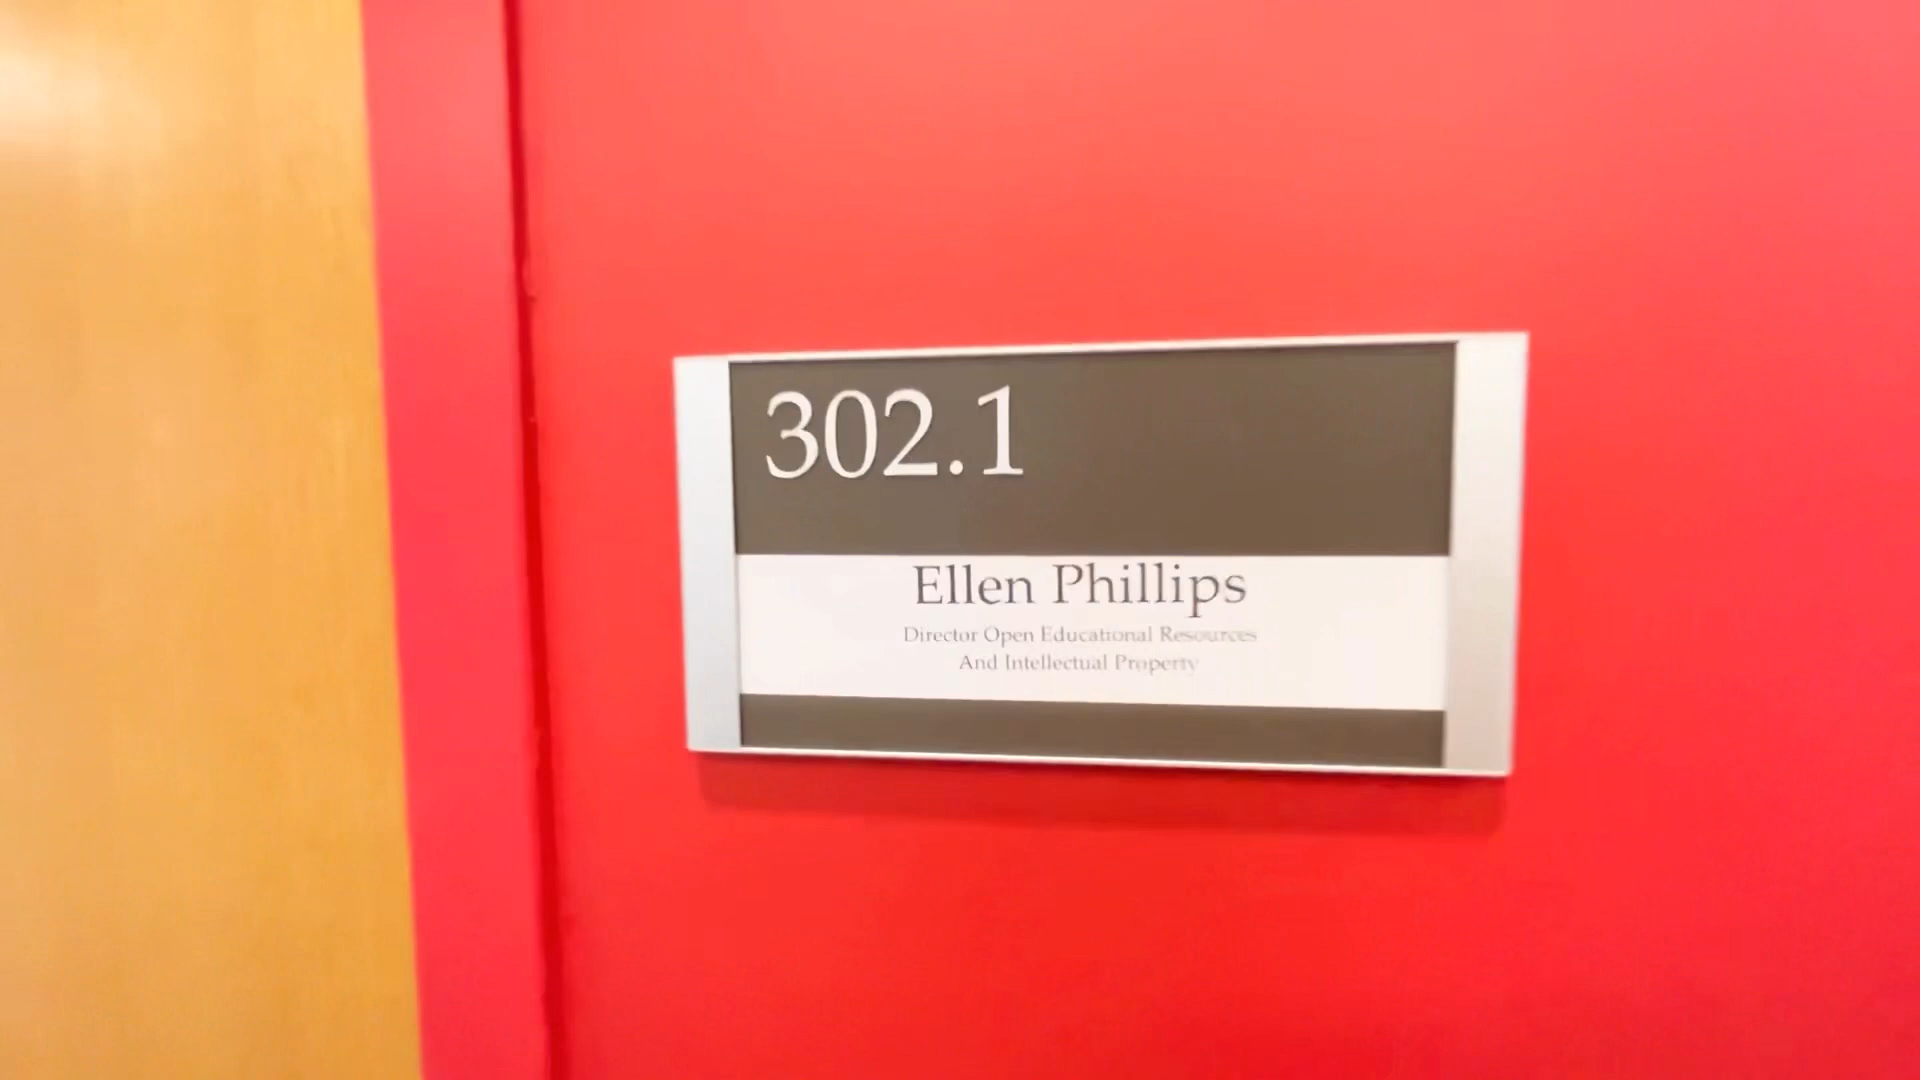 302.1
Ellen Phillips
Director Open Educational Resources
And Intellectual Property